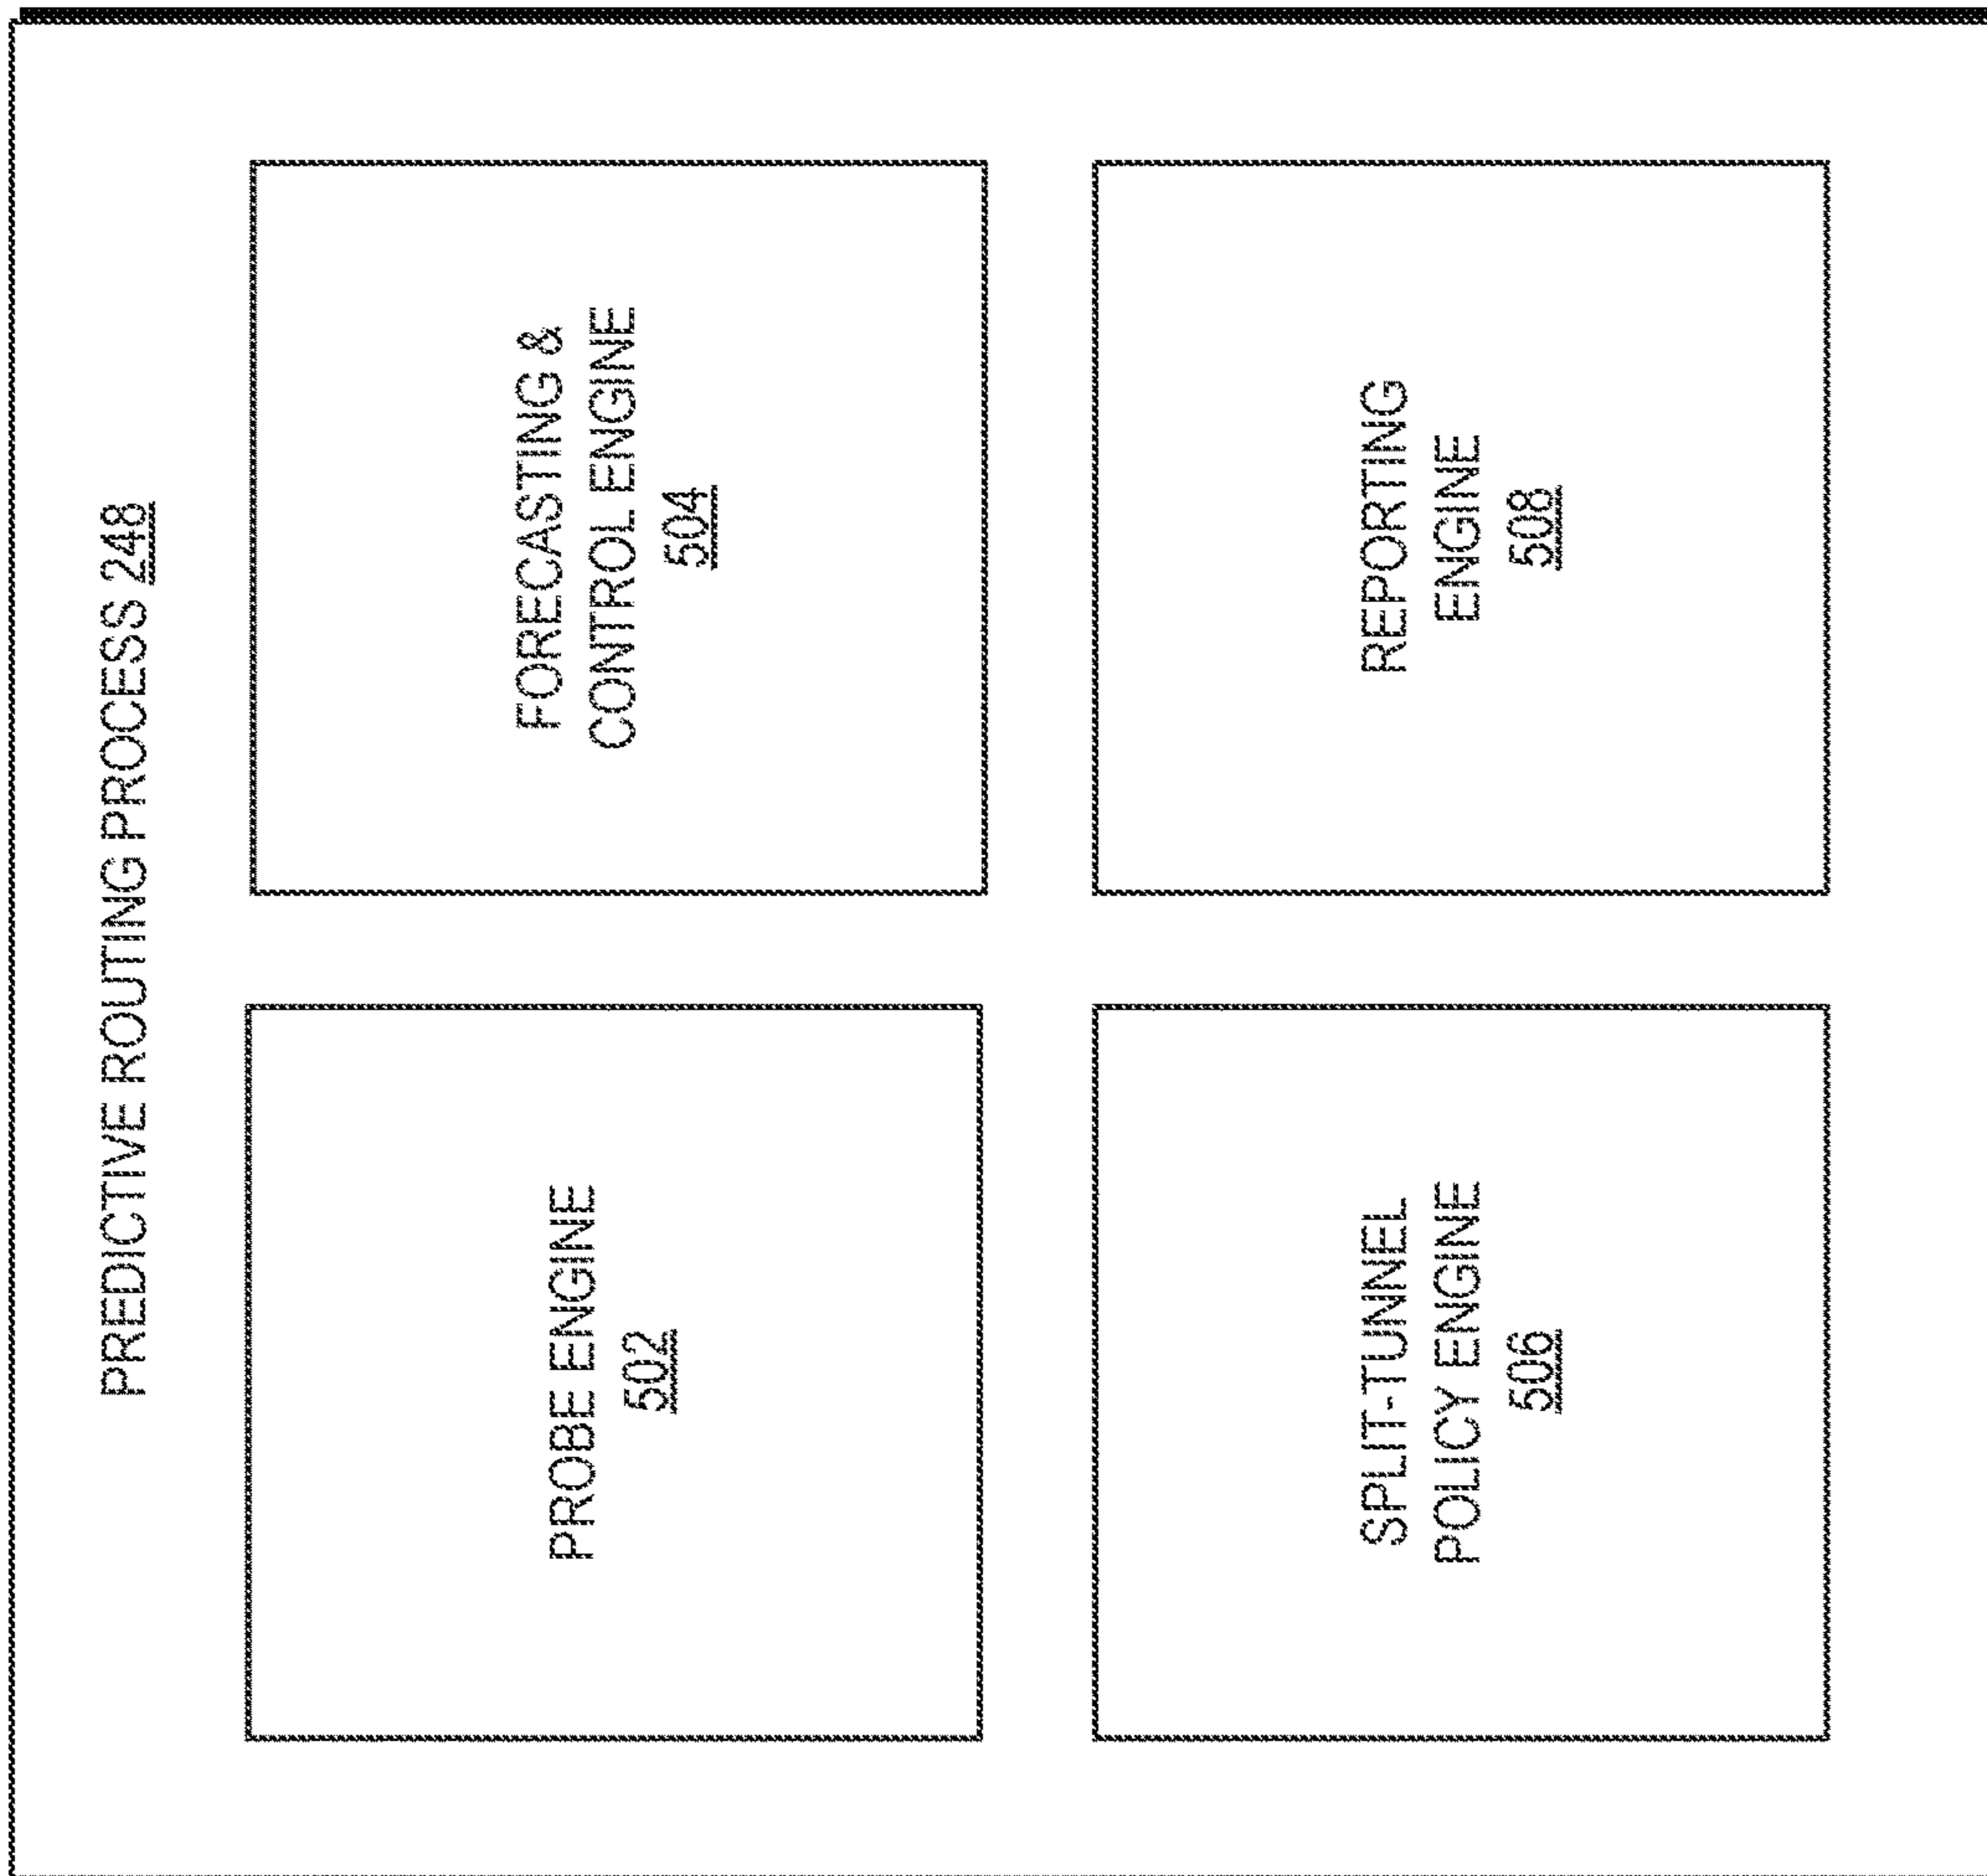 PREDICTIVE ROUTING PROCESS 248
PROBE ENGINE
502
FORECASTING &
CONTROL ENGINE
504
SPLIT-TUNNEL
POLICY ENGINE
506
REPORTING
ENGINE
508